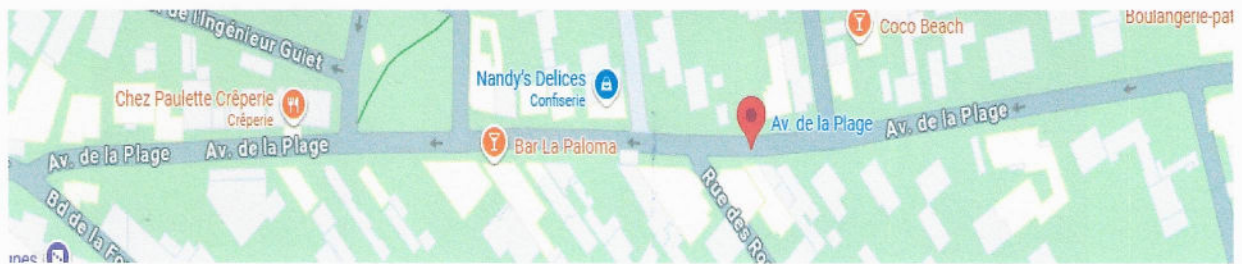 de l'Ingénieur Guiet
Coco Beach
Boulangerie-pat
Nandy's Delices
Confiserie
Chez Paulette Crêperie
Crêperie
Av. de la Plage
Av. de la Plage
Bar La Paloma
Av. de la Plage
Av. de la Plage
Rue des Ro
Bd de la Fo